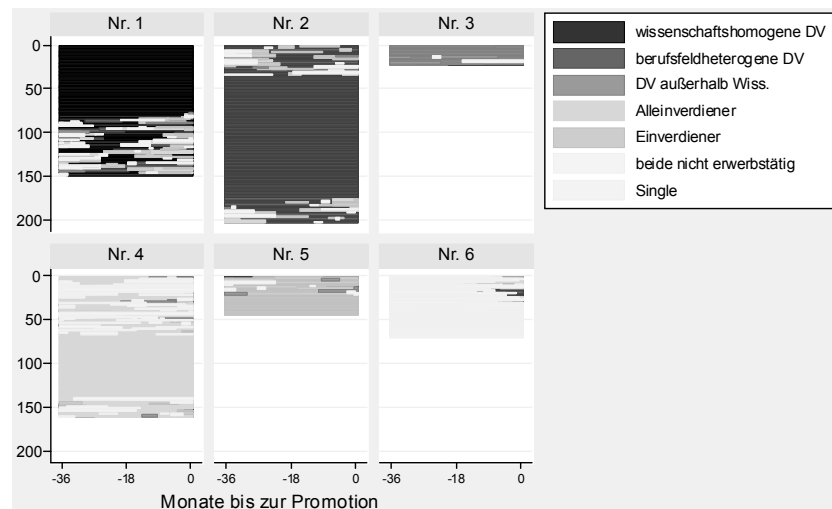 Nr. 1
Nr. 2
Nr. 3
0
50
100
150
200
Nr. 4
Nr. 5
Nr. 6
0
50
100
150
200
-36
-18
0
-36
-18
0
-36
-18
0
Monate bis zur Promotion
wissenschaftshomogene DV
berufsfeldheterogene DV
DV außerhalb Wiss.
Alleinverdiener
Einverdiener
beide nicht erwerbstätig
Single